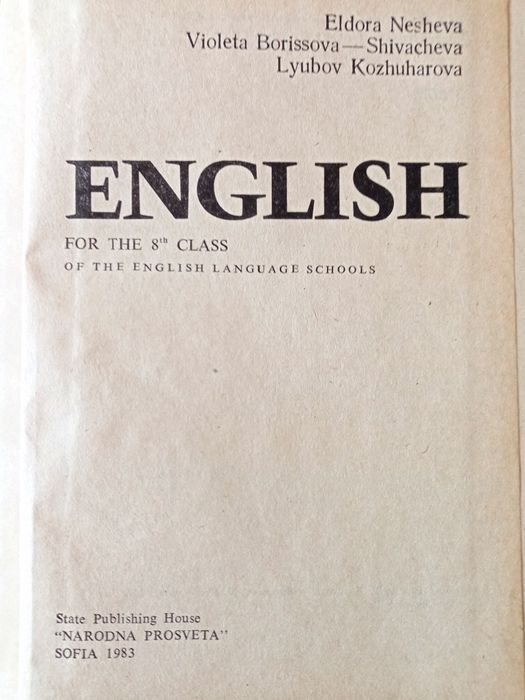 Eldora Nesheva
Violeta Borissova—Shivacheva
Lyubov Kozhuharova
ENGLISH
FOR THE 8th CLASS
OF THE ENGLISH LANGUAGE SCHOOLS
State Publishing House
“NARODNA PROSVETA”
SOFIA 1983